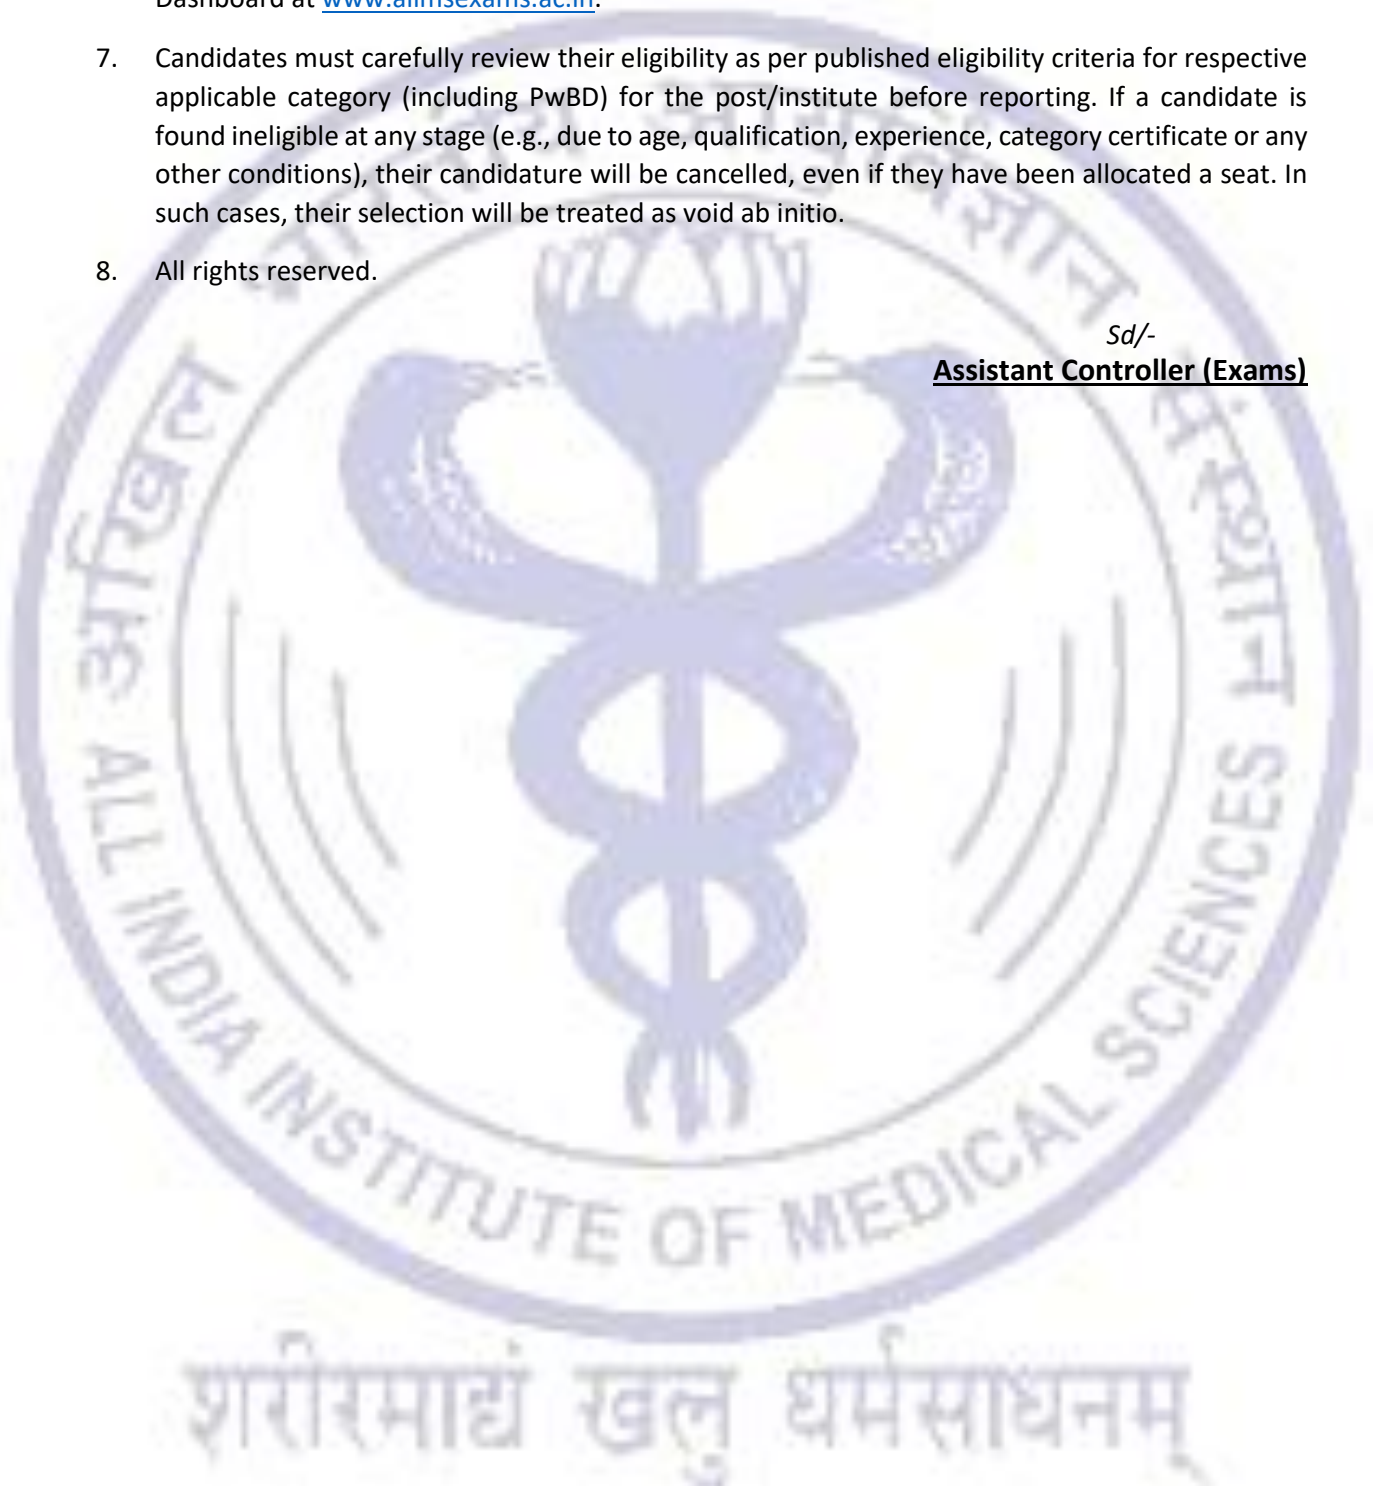 Dashboard at www.aiimsexams.ac.in.
7. Candidates must carefully review their eligibility as per published eligibility criteria for respective
applicable category (including PwBD) for the post/institute before reporting. If a candidate is
found ineligible at any stage (e.g., due to age, qualification, experience, category certificate or any
other conditions), their candidature will be cancelled, even if they have been allocated a seat. In
such cases, their selection will be treated as void ab initio.
8. All rights reserved.
Sd/-
Assistant Controller (Exams)
अखिल भारतीय आयुर्विज्ञान संस्थान
ALL INDIA INSTITUTE OF MEDICAL SCIENCES
शरीरमाद्यं खलु धर्मसाधनम्